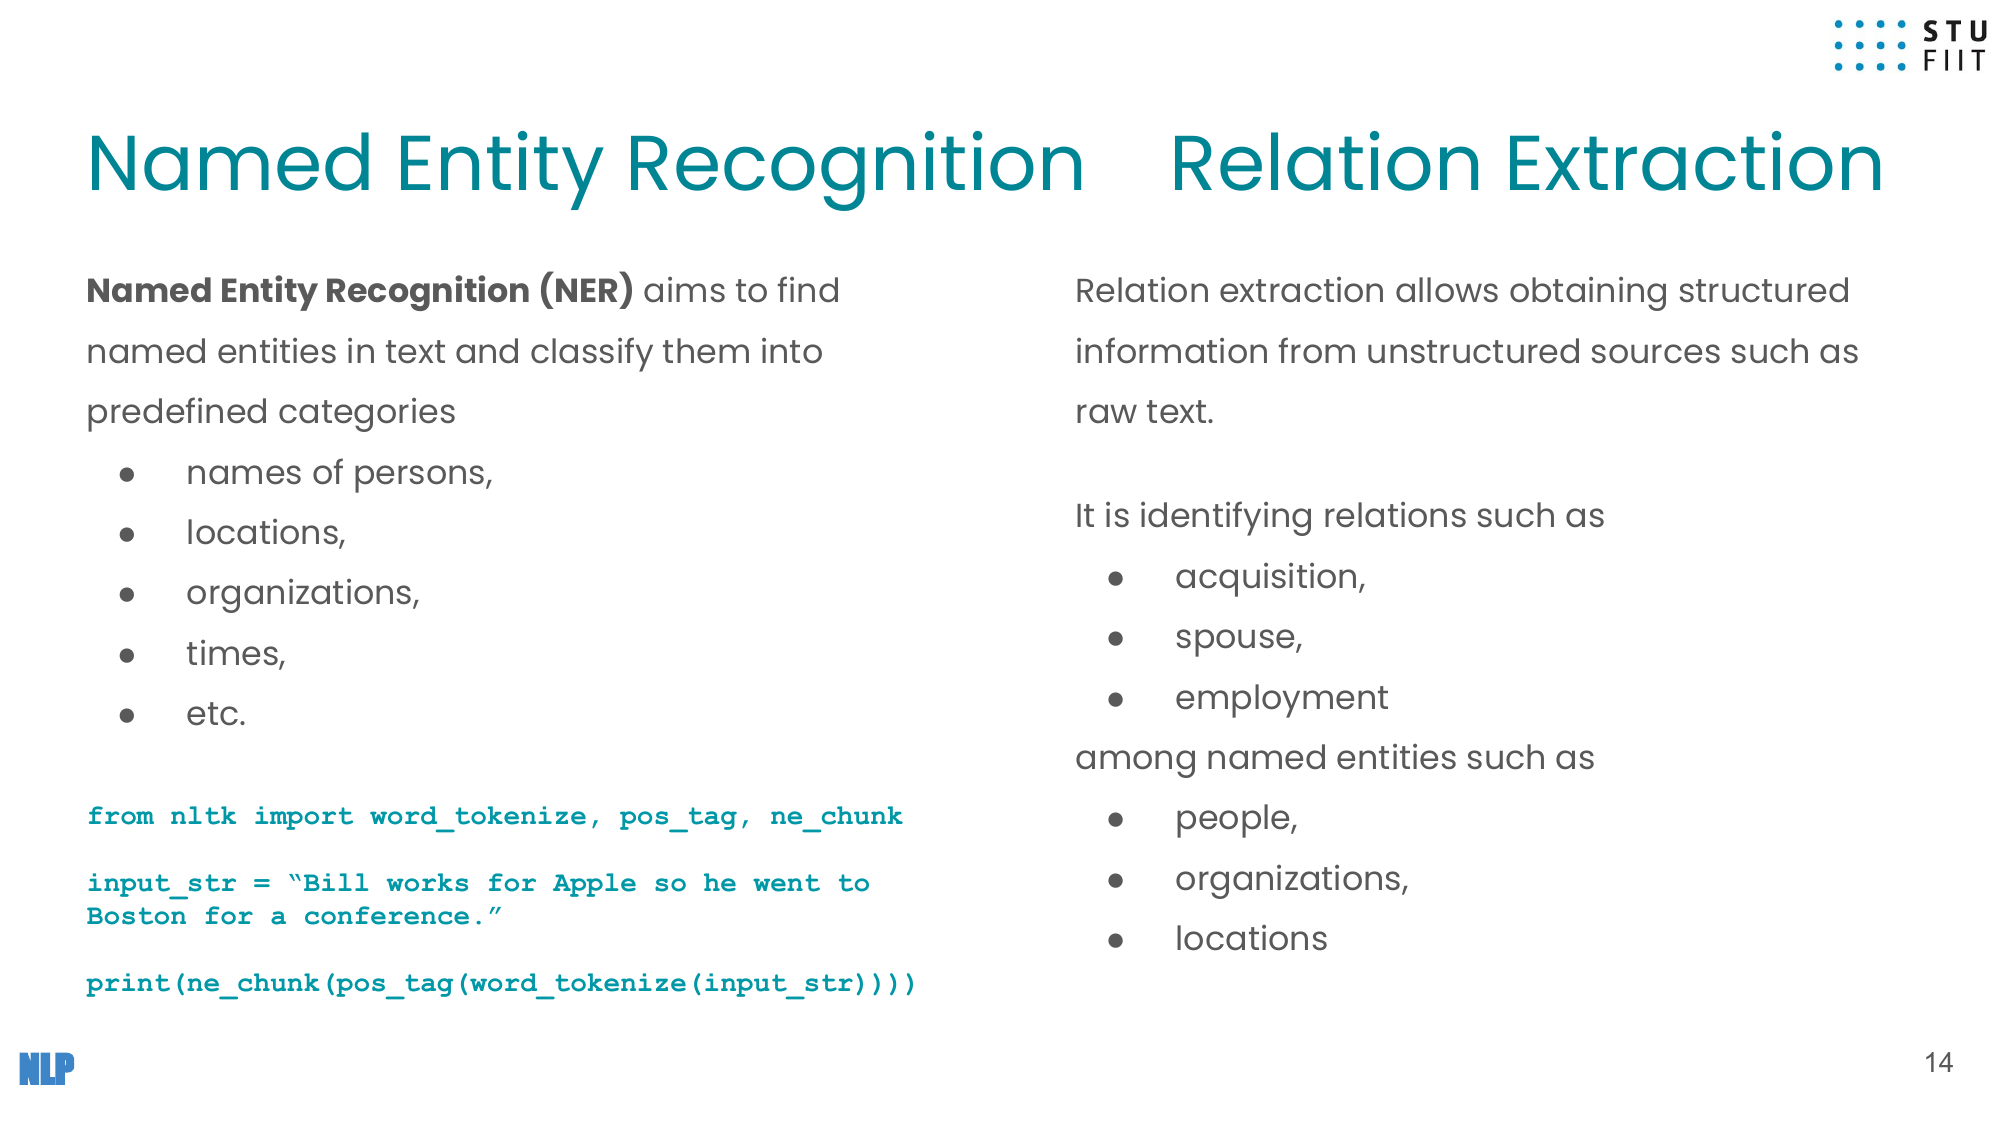 STU
FIIT
Named Entity Recognition
Named Entity Recognition (NER) aims to find
named entities in text and classify them into
predefined categories
● names of persons,
● locations,
● organizations,
● times,
● etc.
from nltk import word_tokenize, pos_tag, ne_chunk
input_str = “Bill works for Apple so he went to
Boston for a conference.”
print(ne_chunk(pos_tag(word_tokenize(input_str))))
Relation Extraction
Relation extraction allows obtaining structured
information from unstructured sources such as
raw text.
It is identifying relations such as
● acquisition,
● spouse,
● employment
among named entities such as
● people,
● organizations,
● locations
NLP
14